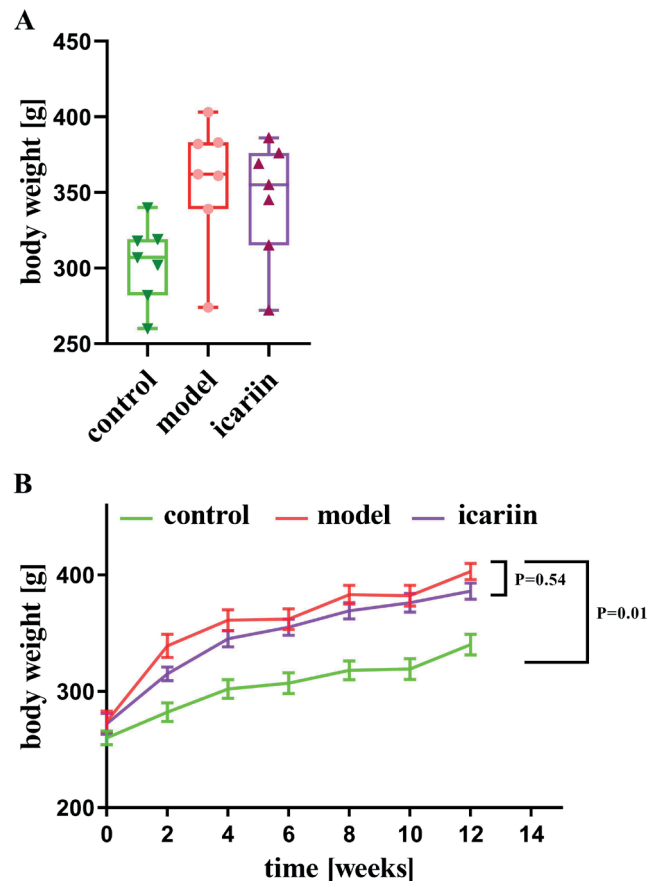 A
body weight [g]
450
400
350
300
250
control
model
icariin
B
control model icariin
body weight [g]
400
300
200
P=0.54
P=0.01
0 2 4 6 8 10 12 14
time [weeks]